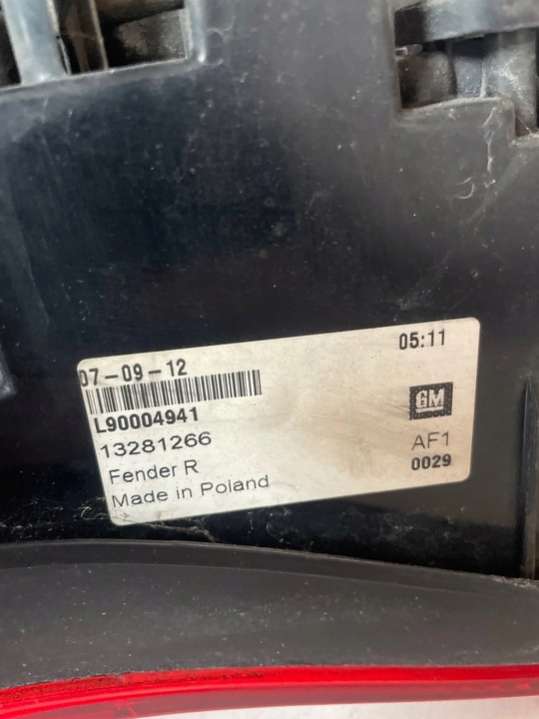 07-09-12 05:11
L90004941 GM
13281266 AF1
Fender R 0029
Made in Poland